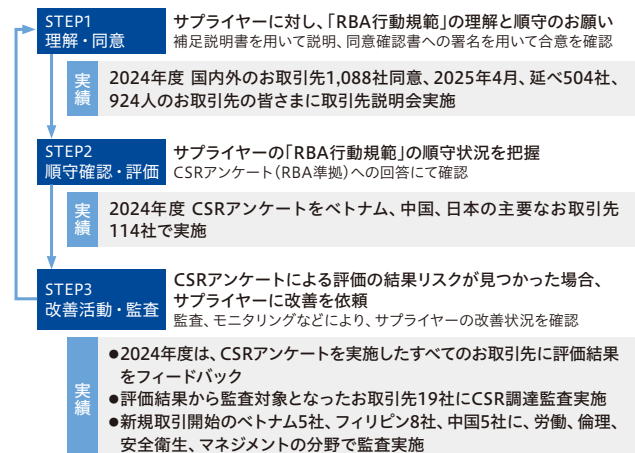 STEP1
理解・同意
サプライヤーに対し、「RBA行動規範」の理解と順守のお願い
補足説明書を用いて説明、同意確認書への署名を用いて合意を確認
実績
2024年度 国内外のお取引先1,088社同意、2025年4月、延べ504社、
924人のお取引先の皆さまに取引先説明会実施
STEP2
順守確認・評価
サプライヤーの「RBA行動規範」の順守状況を把握
CSRアンケート(RBA準拠)への回答にて確認
実績
2024年度 CSRアンケートをベトナム、中国、日本の主要なお取引先
114社で実施
STEP3
改善活動・監査
CSRアンケートによる評価の結果リスクが見つかった場合、
サプライヤーに改善を依頼
監査、モニタリングなどにより、サプライヤーの改善状況を確認
実績
●2024年度は、CSRアンケートを実施したすべてのお取引先に評価結果
をフィードバック
●評価結果から監査対象となったお取引先19社にCSR調達監査実施
●新規取引開始のベトナム5社、フィリピン8社、中国5社に、労働、倫理、
安全衛生、マネジメントの分野で監査実施